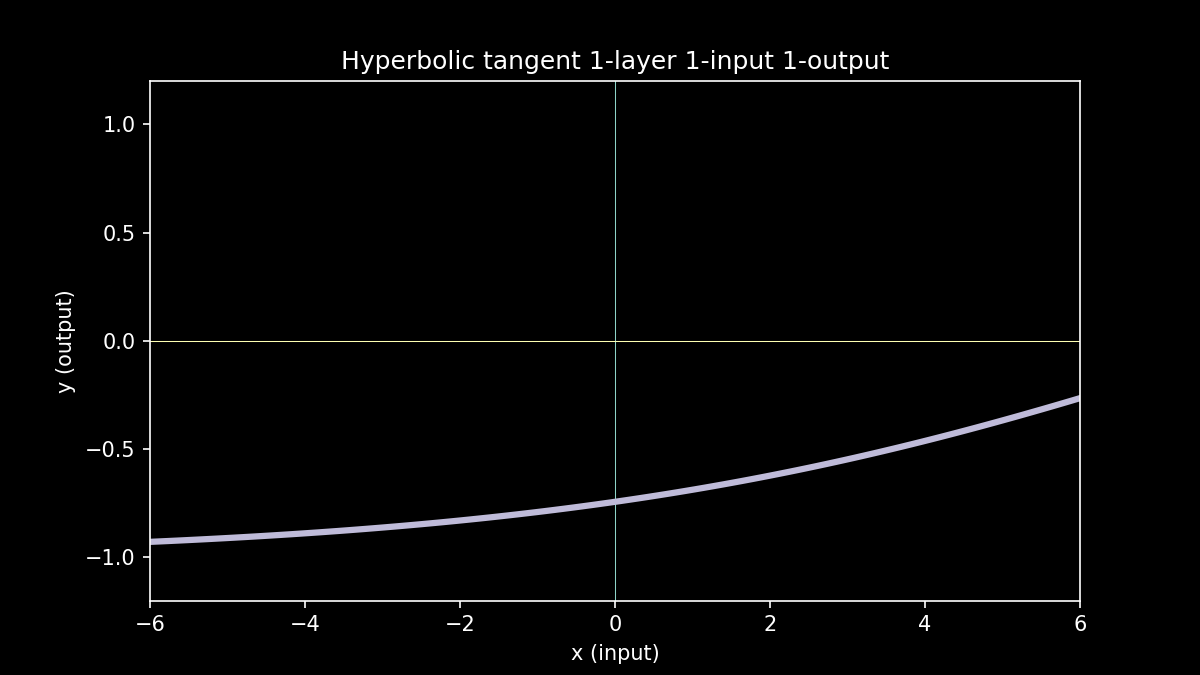 Hyperbolic tangent 1-layer 1-input 1-output
1.0
0.5
0.0
−0.5
−1.0
y (output)
−6 −4 −2 0 2 4 6
x (input)